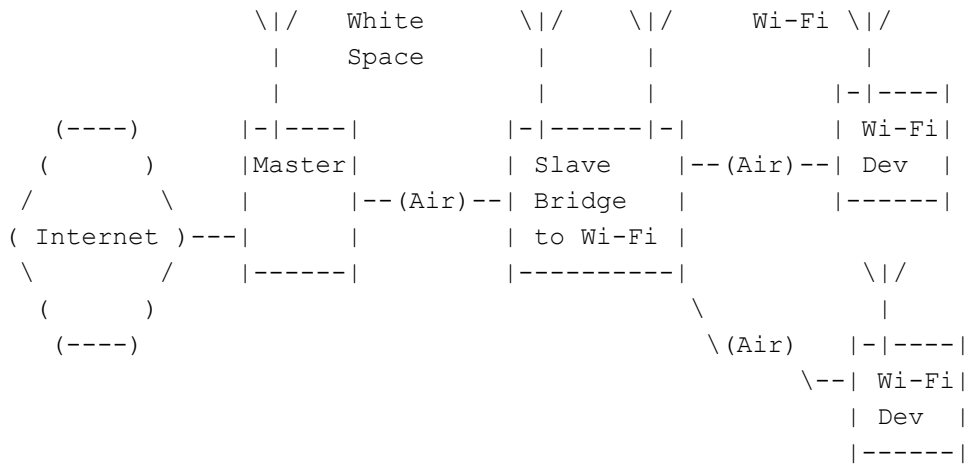 \|/    White         \|/    \|/      Wi-Fi \|/
                   |     Space          |      |              |
                   |                    |      |            |-|----|
   (----)        |-|----|           |-|------|-|            | Wi-Fi|
  (      )       |Master|           | Slave    |--(Air)--| Dev  |
 /        \      |      |--(Air)--| Bridge   |           |------|
( Internet )---|      |           | to Wi-Fi |
 \        /      |------|           |----------|              \|/
  (      )                                      \              |
   (----)                                        \(Air)    |-|----|
                                                      \--| Wi-Fi|
                                                         | Dev  |
                                                         |------|